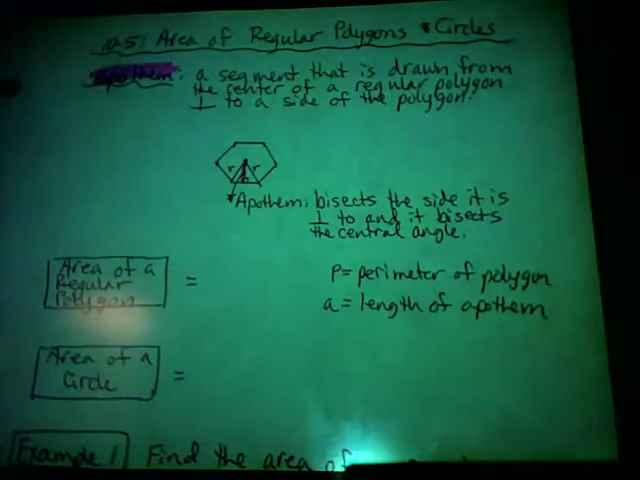 10-5: Area of Regular Polygons & Circles
Apothem: a segment that is drawn from
the center of a regular polygon
⊥ to a side of the polygon.
r r
Apothem: bisects the side it is
⊥ to and it bisects
the central angle.
Area of a
Regular
Polygon
=
P = perimeter of polygon
a = length of apothem
Area of a
Circle
=
Example 1 Find the area of